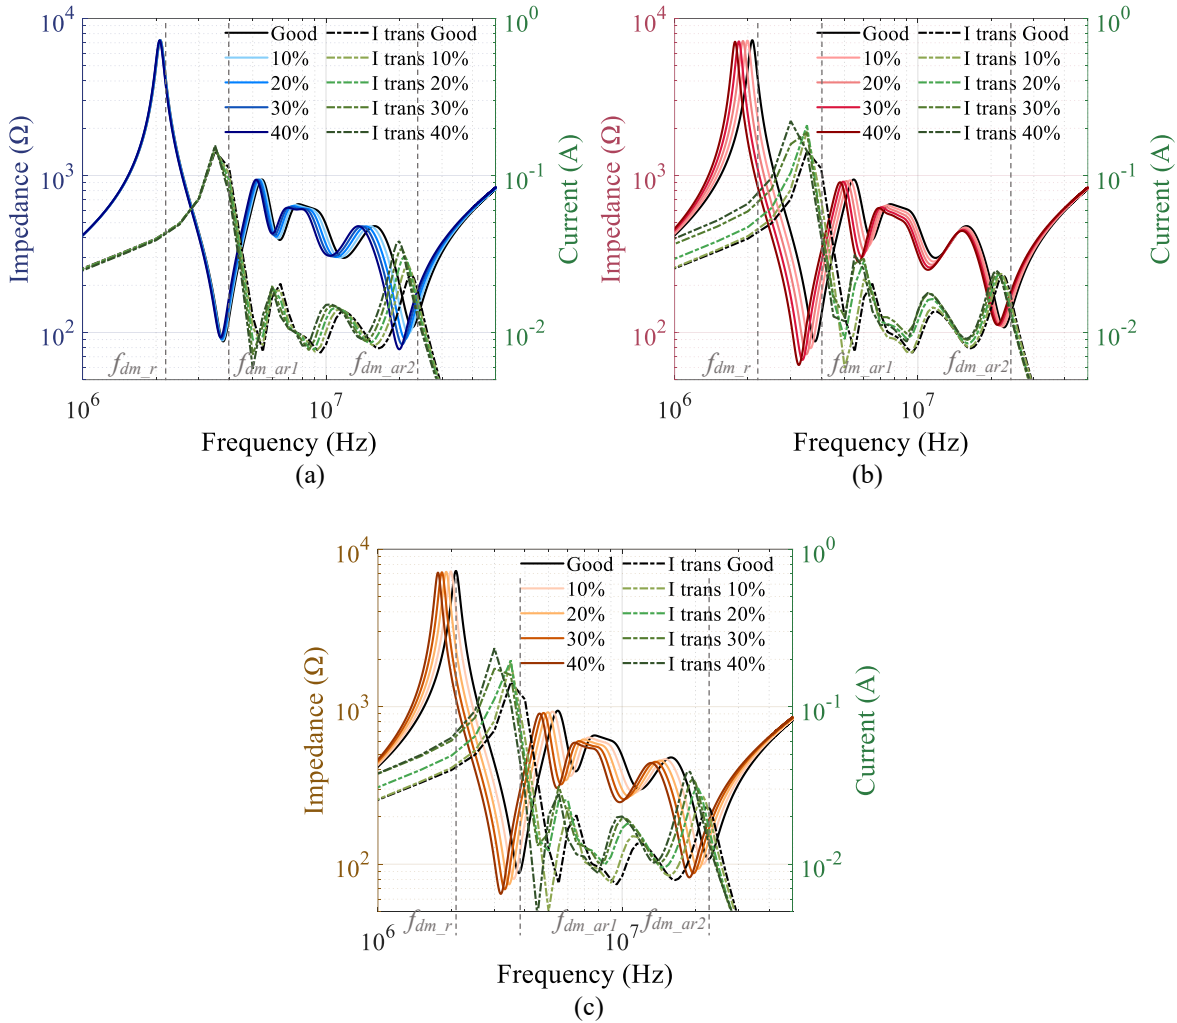 10^4
10^3
10^2
Impedance (Ω)
Good I trans Good
10% I trans 10%
20% I trans 20%
30% I trans 30%
40% I trans 40%
10^0
10^-1
10^-2
Current (A)
f_dm_r f_dm_ar1 f_dm_ar2
10^6 10^7
Frequency (Hz)
(a)
10^4
10^3
10^2
Impedance (Ω)
Good I trans Good
10% I trans 10%
20% I trans 20%
30% I trans 30%
40% I trans 40%
10^0
10^-1
10^-2
Current (A)
f_dm_r f_dm_ar1 f_dm_ar2
10^6 10^7
Frequency (Hz)
(b)
10^4
10^3
10^2
Impedance (Ω)
Good I trans Good
10% I trans 10%
20% I trans 20%
30% I trans 30%
40% I trans 40%
10^0
10^-1
10^-2
Current (A)
f_dm_r f_dm_ar1 f_dm_ar2
10^6 10^7
Frequency (Hz)
(c)